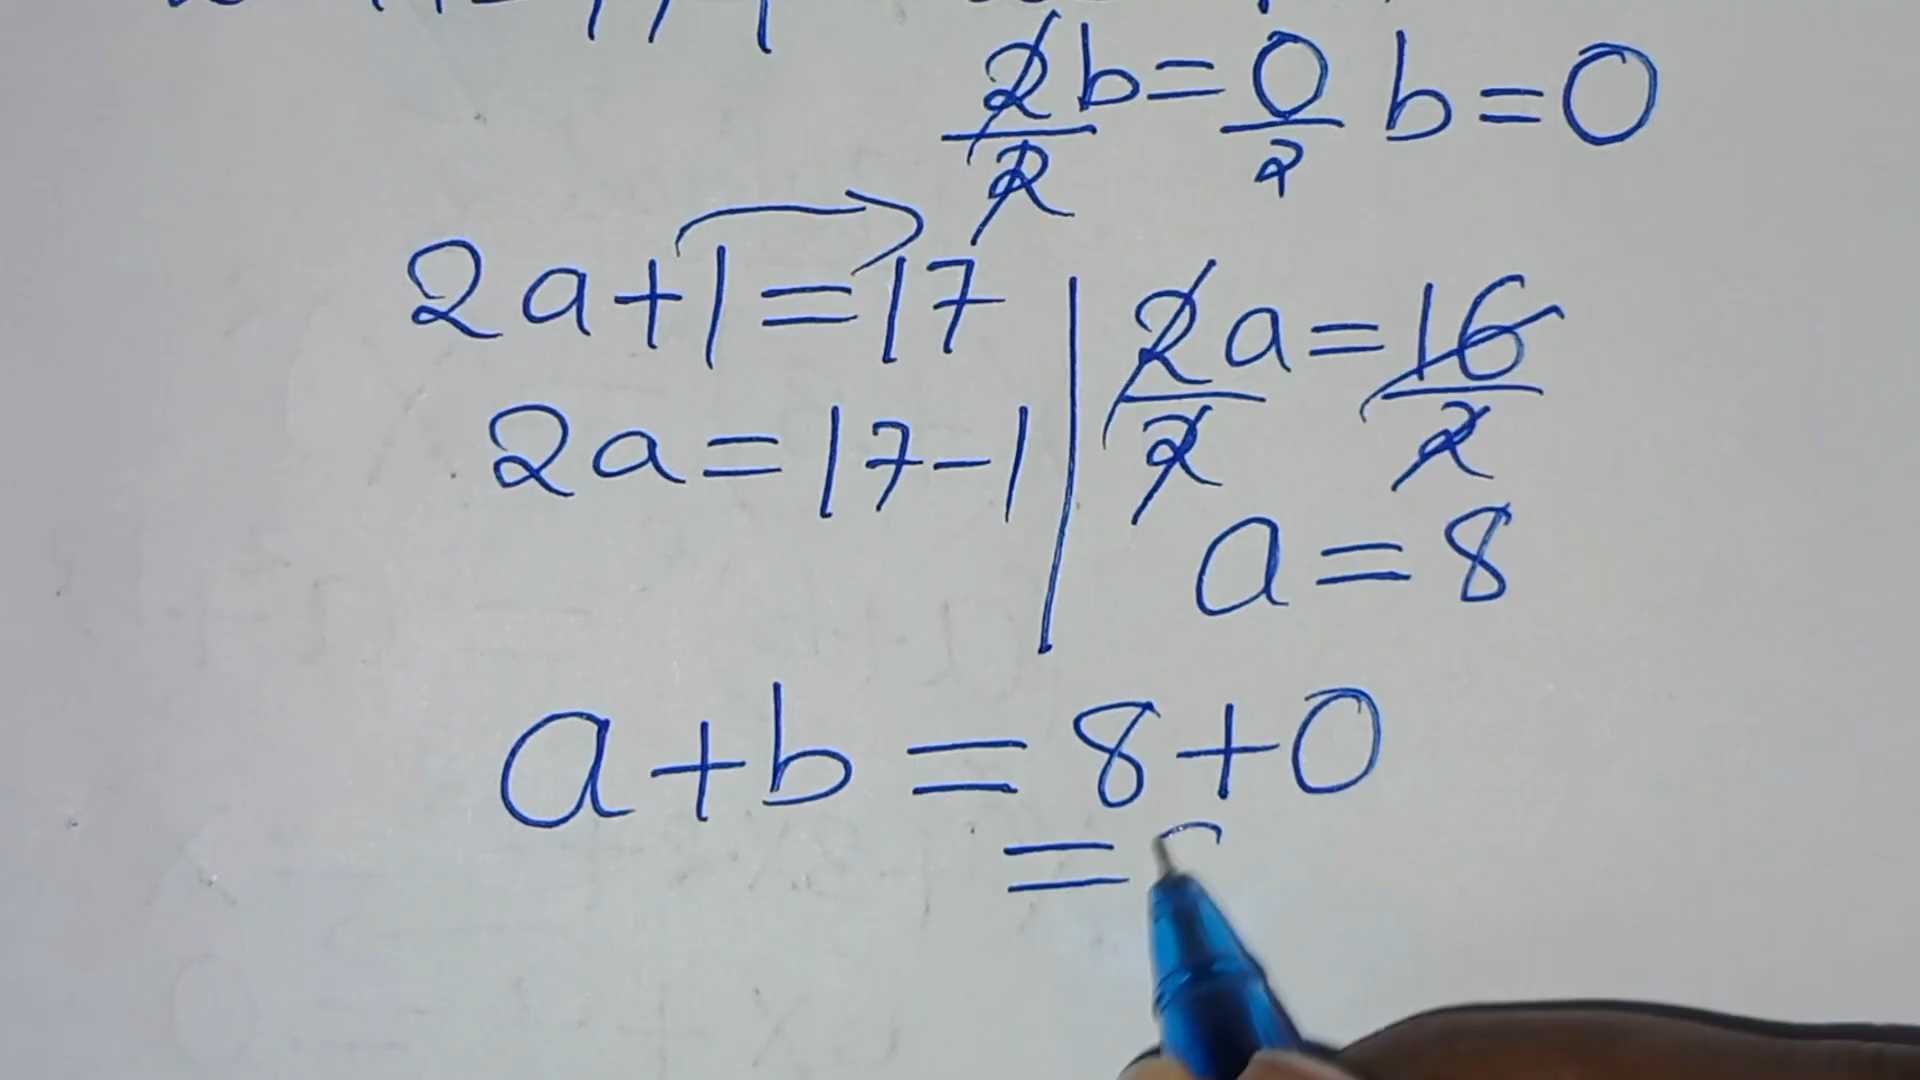 2b/2 = 0/2 b = 0
2a + 1 = 17
2a = 17 - 1
2a/2 = 16/2
a = 8
a + b = 8 + 0
=